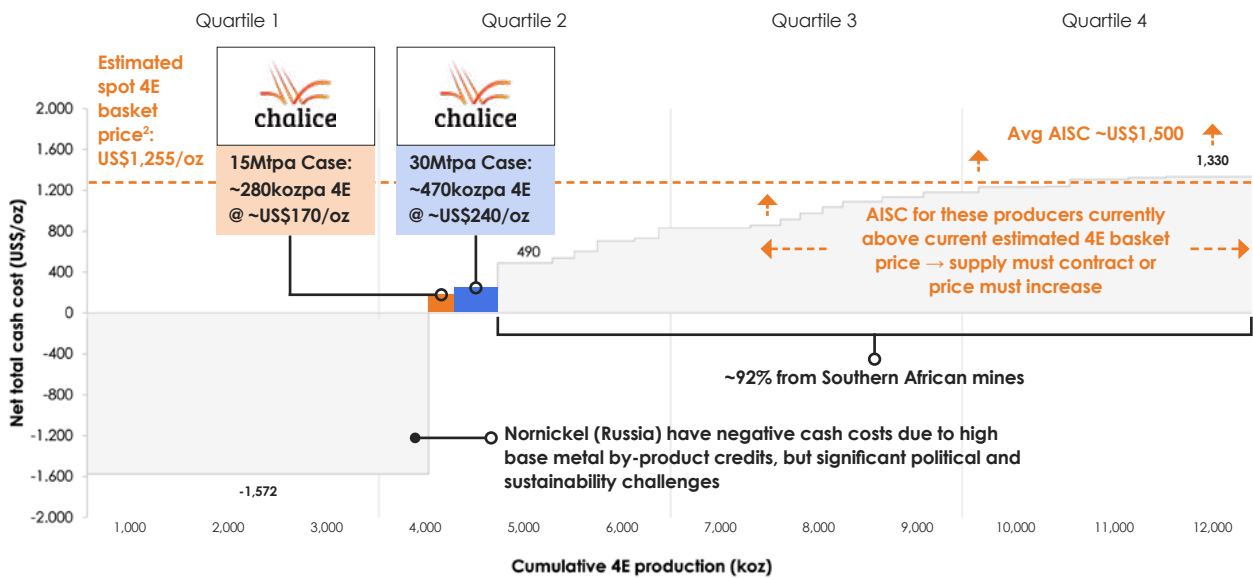 Quartile 1
Quartile 2
Quartile 3
Quartile 4
Estimated
spot 4E
basket
price²:
US$1,255/oz
chalice
15Mtpa Case:
~280kozpa 4E
@ ~US$170/oz
chalice
30Mtpa Case:
~470kozpa 4E
@ ~US$240/oz
Avg AISC ~US$1,500
1,330
490
AISC for these producers currently
above current estimated 4E basket
price → supply must contract or
price must increase
~92% from Southern African mines
Nornickel (Russia) have negative cash costs due to high
base metal by-product credits, but significant political and
sustainability challenges
-1,572
Net total cash cost (US$/oz)
2.000
1.600
1.200
800
400
0
-400
-800
-1.200
-1.600
-2.000
1,000
2,000
3,000
4,000
5,000
6,000
7,000
8,000
9,000
10,000
11,000
12,000
Cumulative 4E production (koz)